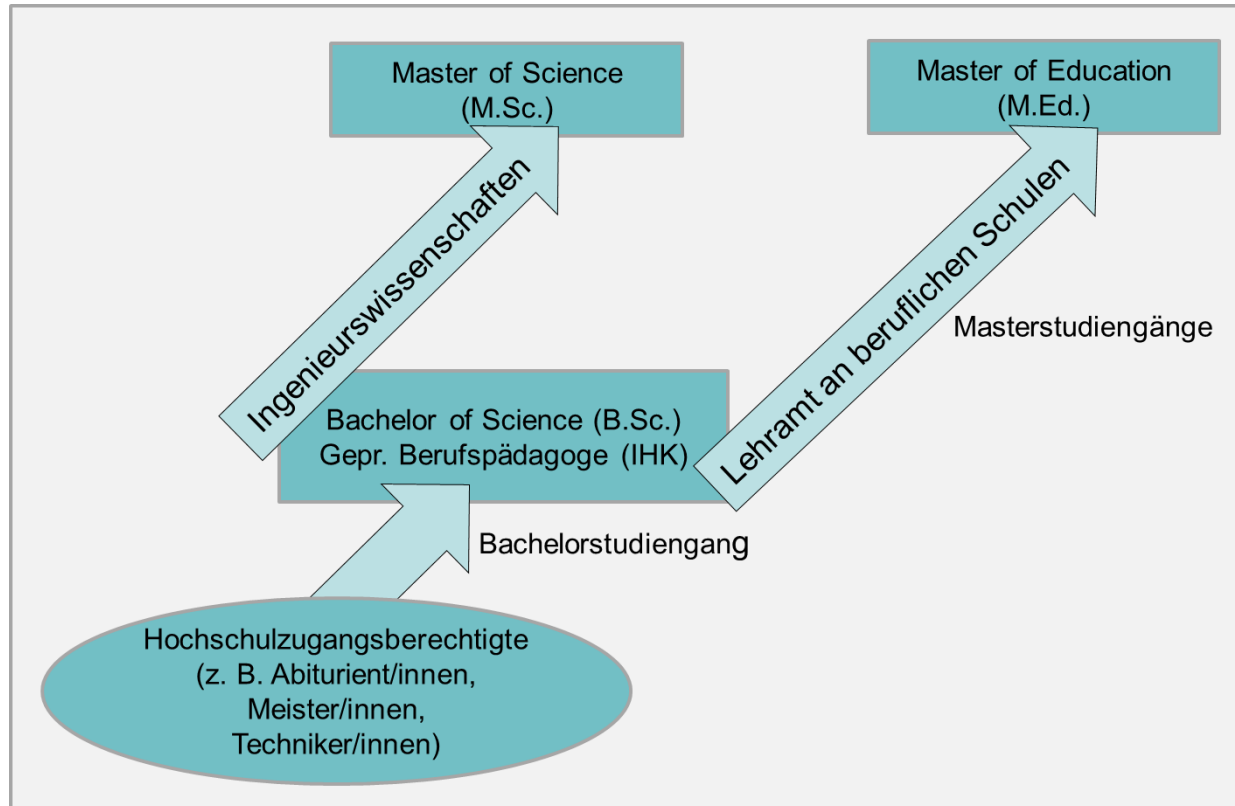 Master of Science
(M.Sc.)
Master of Education
(M.Ed.)
Ingenieurswissenschaften
Lehramt an beruflichen Schulen
Masterstudiengänge
Bachelor of Science (B.Sc.)
Gepr. Berufspädagoge (IHK)
Bachelorstudiengang
Hochschulzugangsberechtigte
(z. B. Abiturient/innen,
Meister/innen,
Techniker/innen)